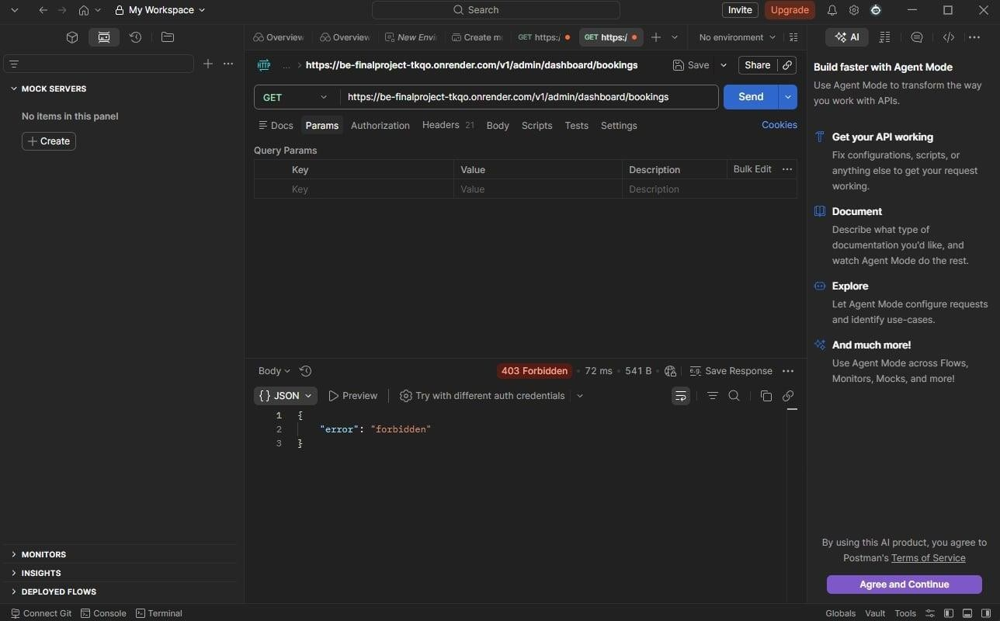 My Workspace
Search
Invite
Upgrade
Overview
Overview
New Envi
Create m
GET https:/
GET https:/
No environment
AI
MOCK SERVERS
No items in this panel
Create
HTTP
... > https://be-finalproject-tkqo.onrender.com/v1/admin/dashboard/bookings
Save
Share
GET
https://be-finalproject-tkqo.onrender.com/v1/admin/dashboard/bookings
Send
Docs Params Authorization Headers 21 Body Scripts Tests Settings
Cookies
Query Params
Key Value Description Bulk Edit ...
Key Value Description
Body
403 Forbidden • 72 ms • 541 B
e.g. Save Response
{} JSON
Preview
Try with different auth credentials
1 {
2 "error": "forbidden"
3 }
Build faster with Agent Mode
Use Agent Mode to transform the way
you work with APIs.
Get your API working
Fix configurations, scripts, or
anything else to get your request
working.
Document
Describe what type of
documentation you'd like, and
watch Agent Mode do the rest.
Explore
Let Agent Mode configure requests
and identify use-cases.
And much more!
Use Agent Mode across Flows,
Monitors, Mocks, and more!
By using this AI product, you agree to
Postman's Terms of Service
Agree and Continue
MONITORS
INSIGHTS
DEPLOYED FLOWS
Connect Git
Console
Terminal
Globals
Vault
Tools